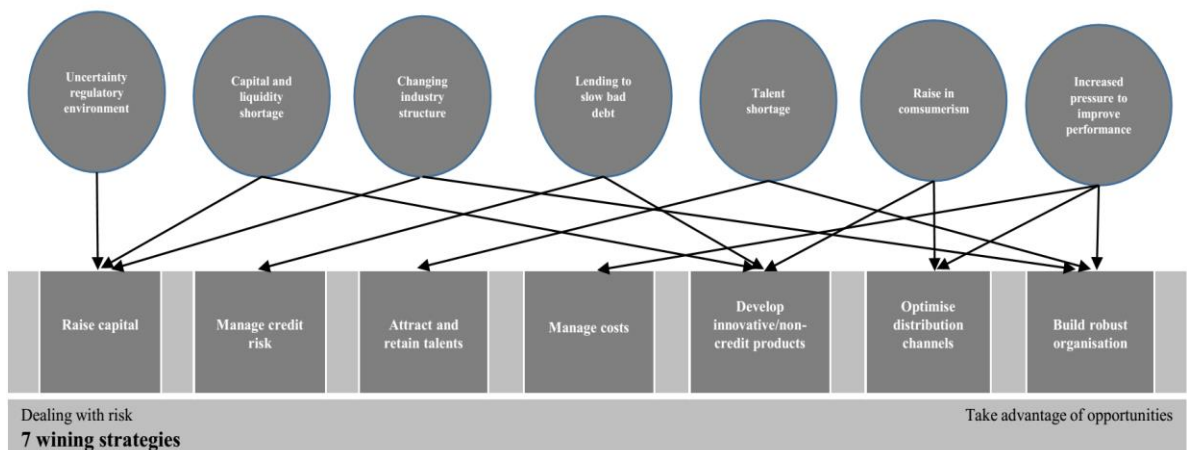 Uncertainty
regulatory
environment
Capital and
liquidity
shortage
Changing
industry
structure
Lending to
slow bad
debt
Talent
shortage
Raise in
comsumerism
Increased
pressure to
improve
performance
Raise capital
Manage credit
risk
Attract and
retain talents
Manage costs
Develop
innovative/non-
credit products
Optimise
distribution
channels
Build robust
organisation
Dealing with risk
Take advantage of opportunities
7 wining strategies